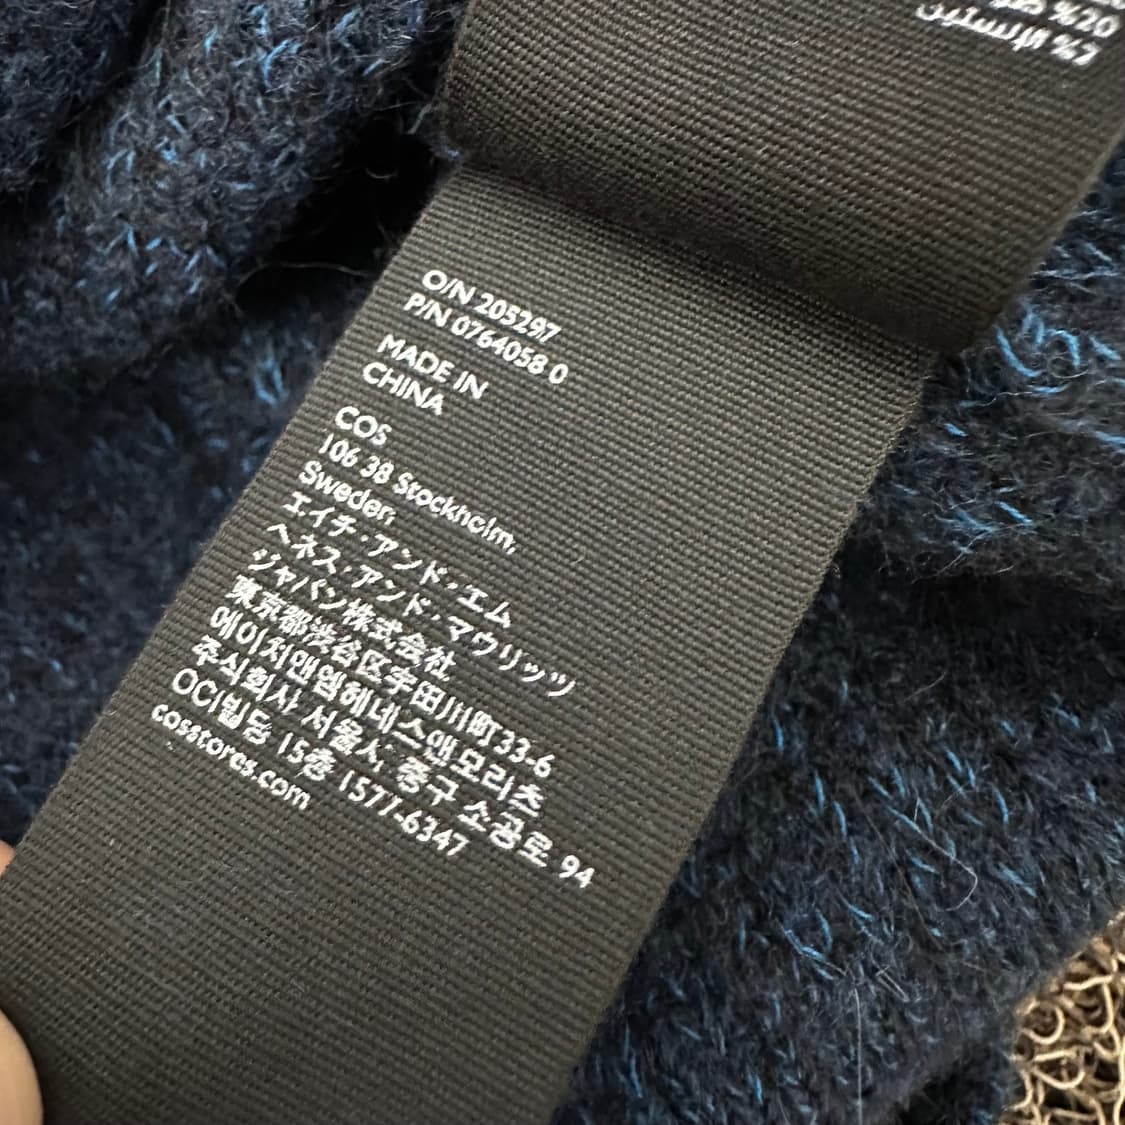 %20
%7 الاستين
O/N 205297
P/N 0764058 0
MADE IN
CHINA
COS
106 38 Stockholm,
Sweden
エイチ・アンド・エム
ヘネス・アンド・マウリッツ
ジャパン株式会社
東京都渋谷区宇田川町33-6
에이치앤엠헤네스앤모리츠
주식회사 서울시 중구 소공로 94
OCI빌딩 15층 1577-6347
cosstores.com